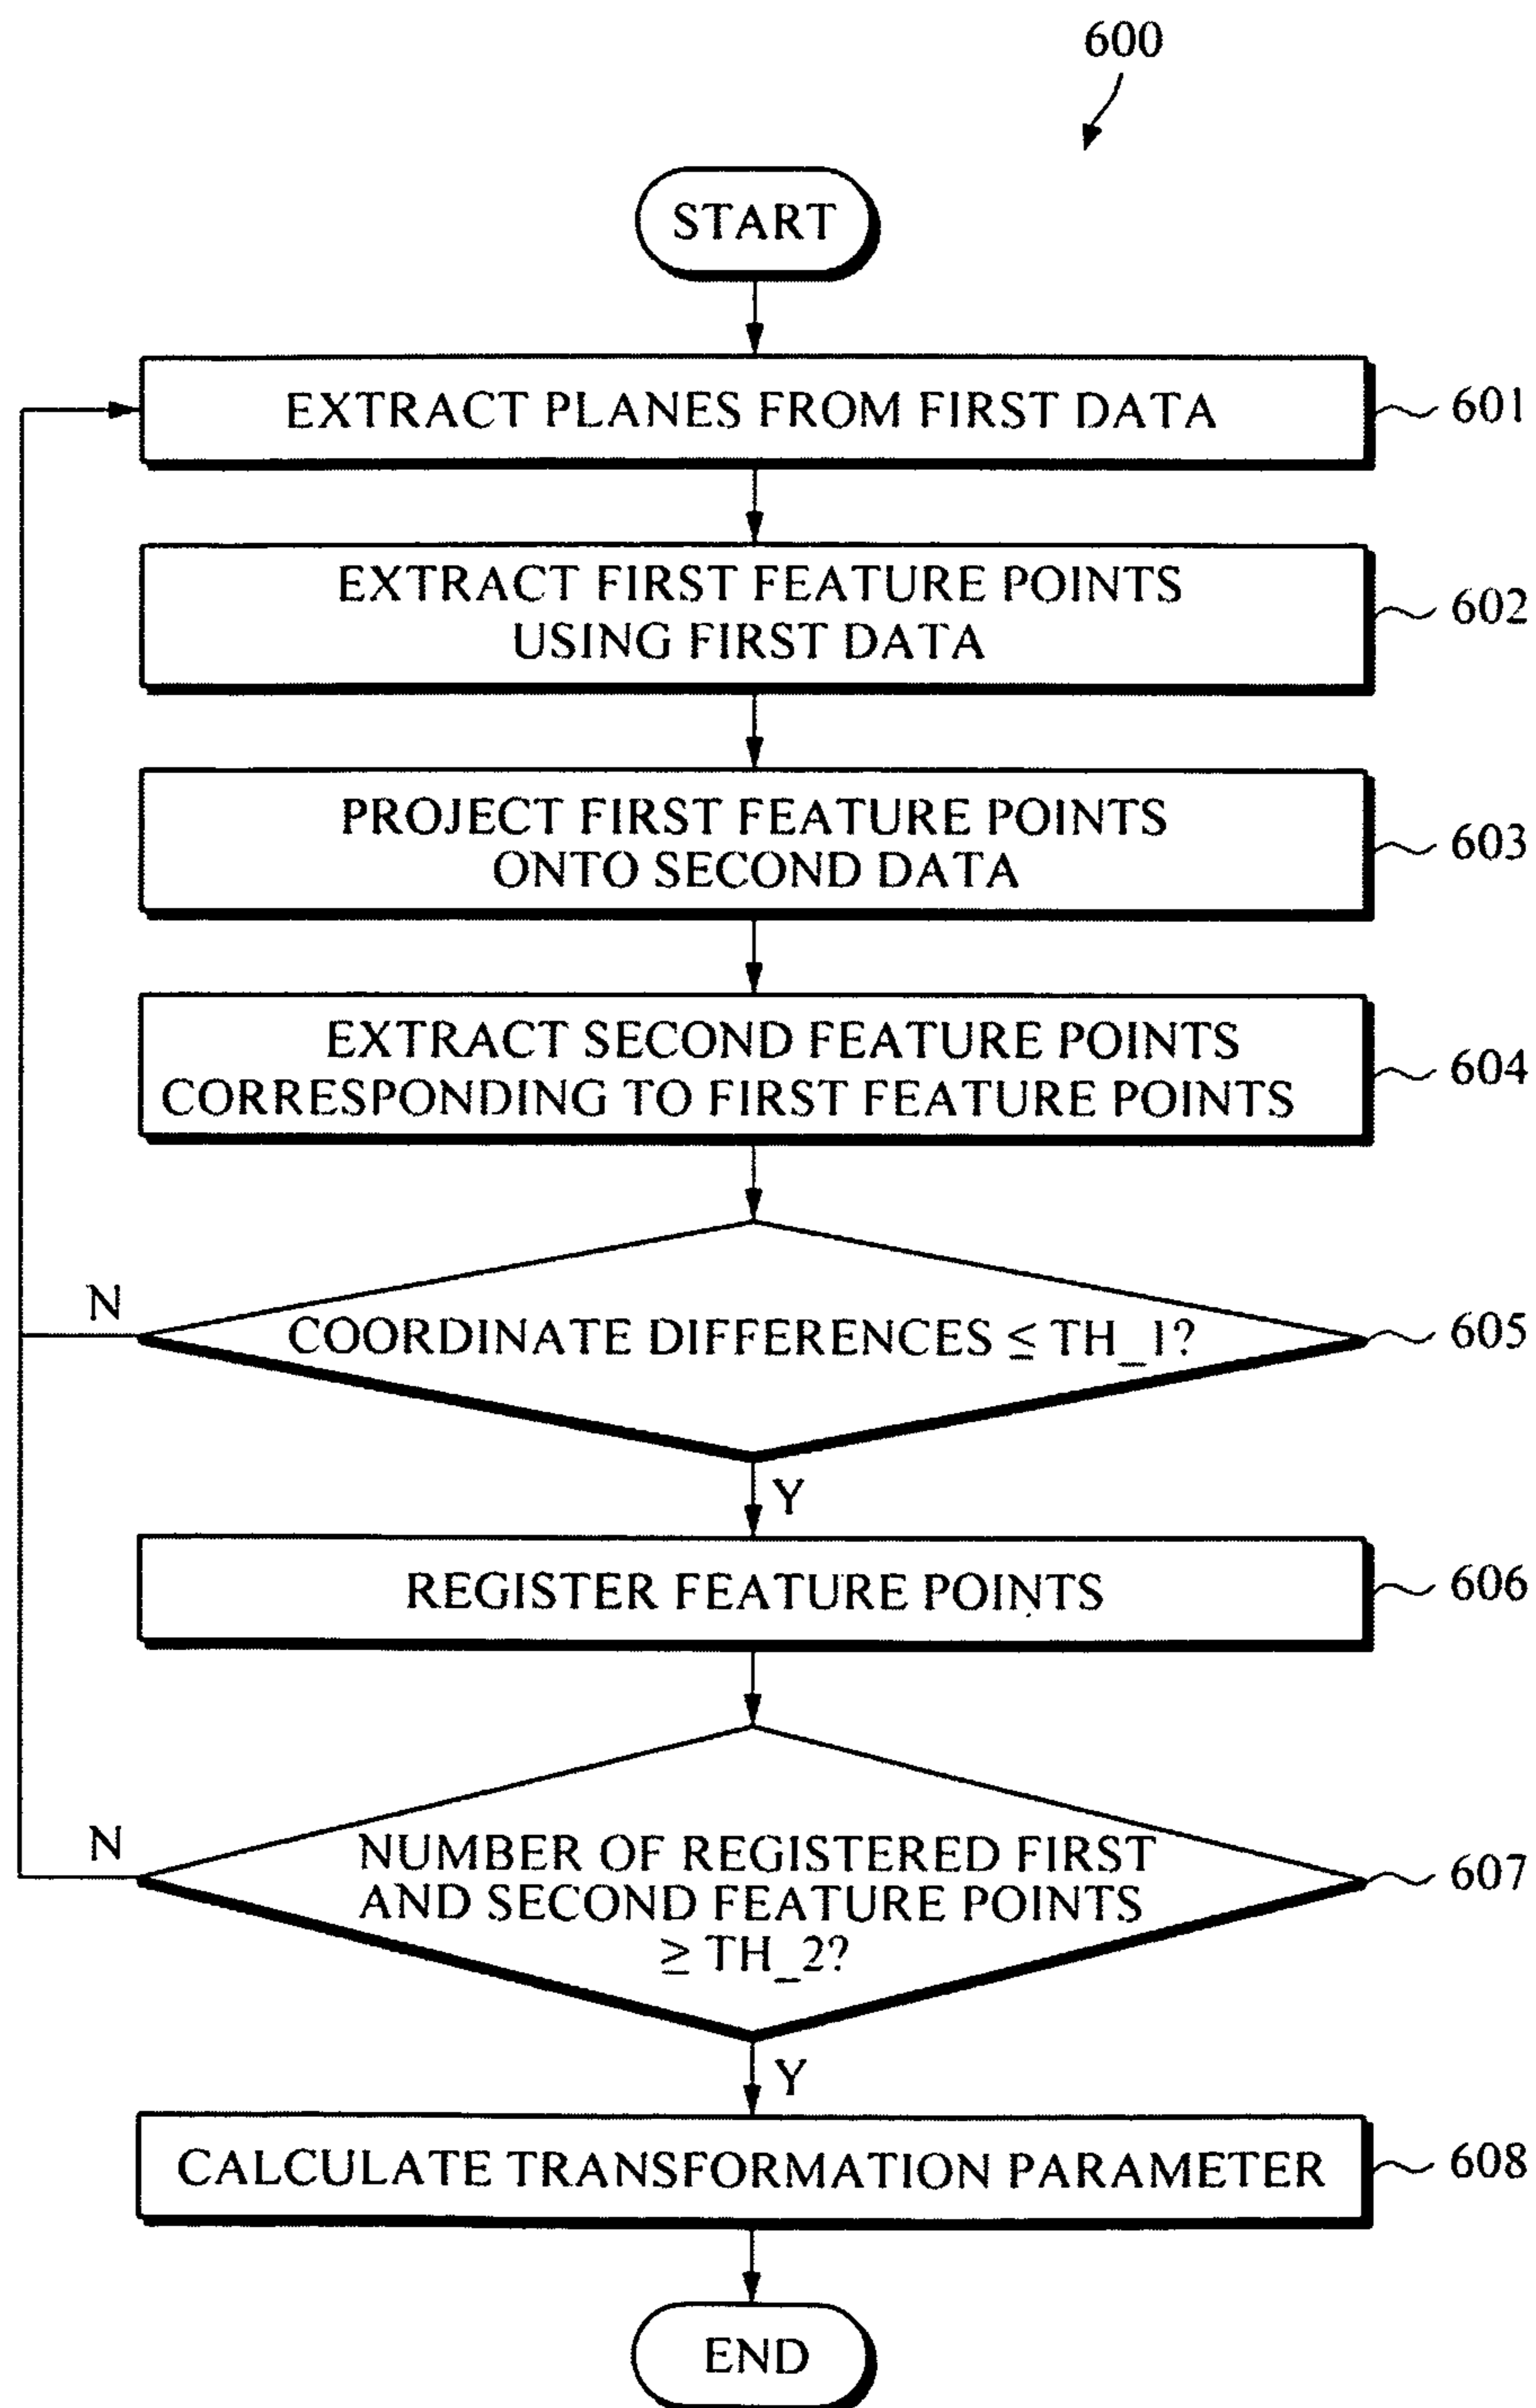 600
START
EXTRACT PLANES FROM FIRST DATA
601
EXTRACT FIRST FEATURE POINTS
USING FIRST DATA
602
PROJECT FIRST FEATURE POINTS
ONTO SECOND DATA
603
EXTRACT SECOND FEATURE POINTS
CORRESPONDING TO FIRST FEATURE POINTS
604
N
COORDINATE DIFFERENCES ≤ TH_1?
605
Y
REGISTER FEATURE POINTS
606
N
NUMBER OF REGISTERED FIRST
AND SECOND FEATURE POINTS
≥ TH_2?
607
Y
CALCULATE TRANSFORMATION PARAMETER
608
END